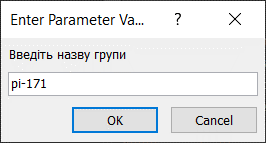 Enter Parameter Va...
?
Введіть назву групи
pi-171
OK
Cancel